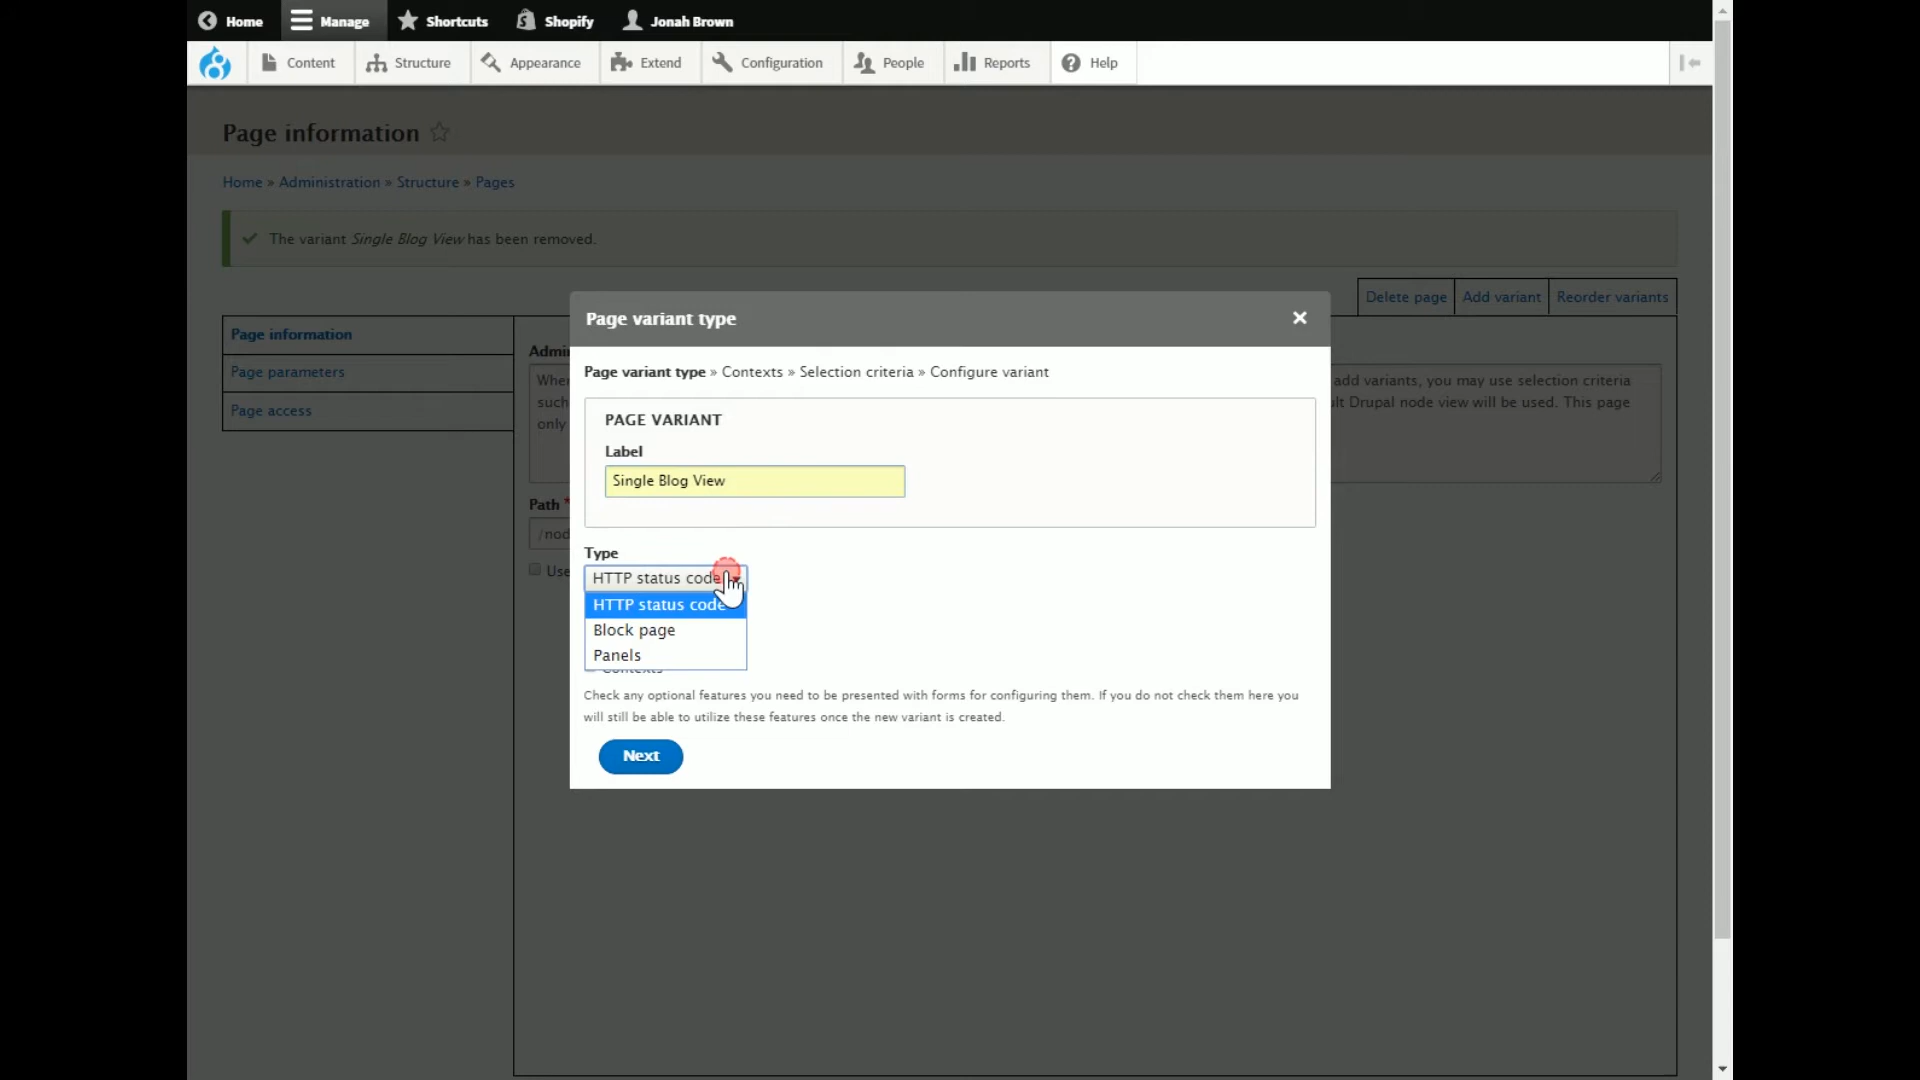 Home Manage Shortcuts Shopify Jonah Brown
Content Structure Appearance Extend Configuration People Reports Help
Page information
Home » Administration » Structure » Pages
The variant Single Blog View has been removed.
Delete page Add variant Reorder variants
Page information
Page parameters
Page access
add variants, you may use selection criteria
such
Drupal node view will be used. This page
only
Path *
/nod
Use
Page variant type
Page variant type » Contexts » Selection criteria » Configure variant
PAGE VARIANT
Label
Single Blog View
Type
HTTP status code
HTTP status code
Block page
Panels
Contexts
Check any optional features you need to be presented with forms for configuring them. If you do not check them here you
will still be able to utilize these features once the new variant is created.
Next